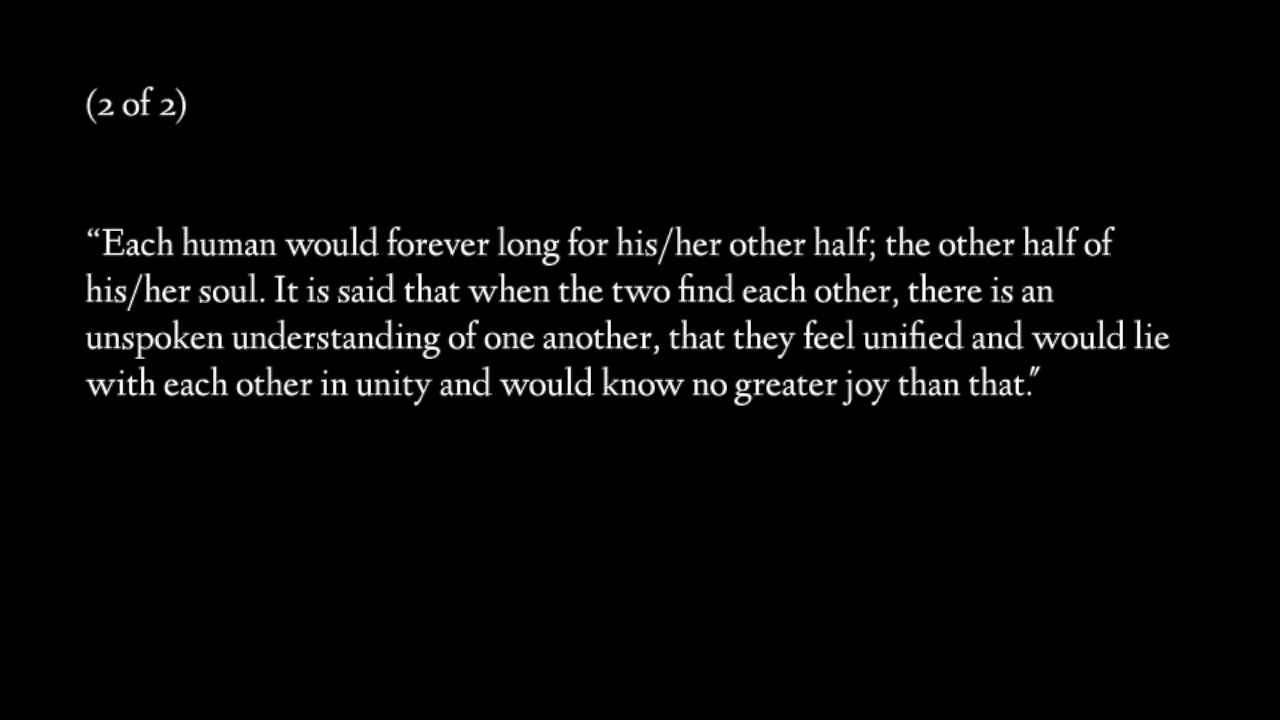 (2 of 2)
“Each human would forever long for his/her other half; the other half of
his/her soul. It is said that when the two find each other, there is an
unspoken understanding of one another, that they feel unified and would lie
with each other in unity and would know no greater joy than that."